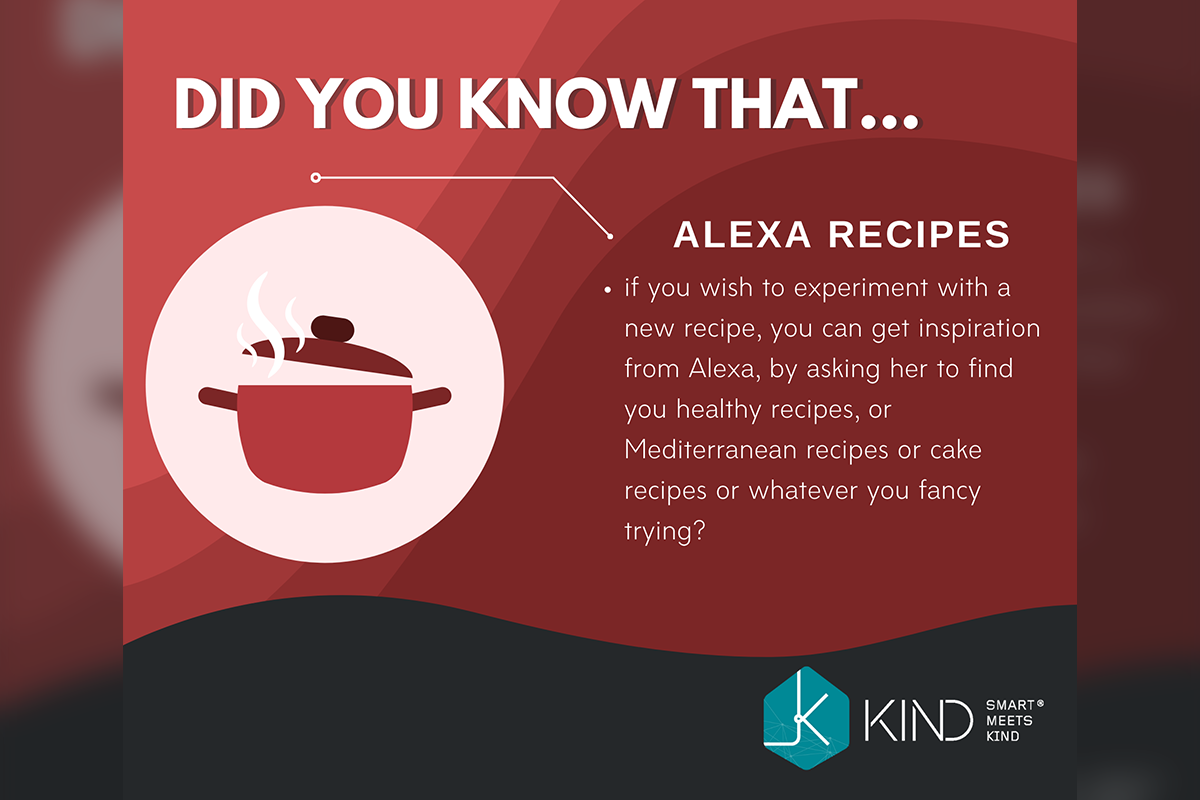 DID YOU KNOW THAT...
ALEXA RECIPES
• if you wish to experiment with a
new recipe, you can get inspiration
from Alexa, by asking her to find
you healthy recipes, or
Mediterranean recipes or cake
recipes or whatever you fancy
trying?
KIND
SMART®
MEETS
KIND